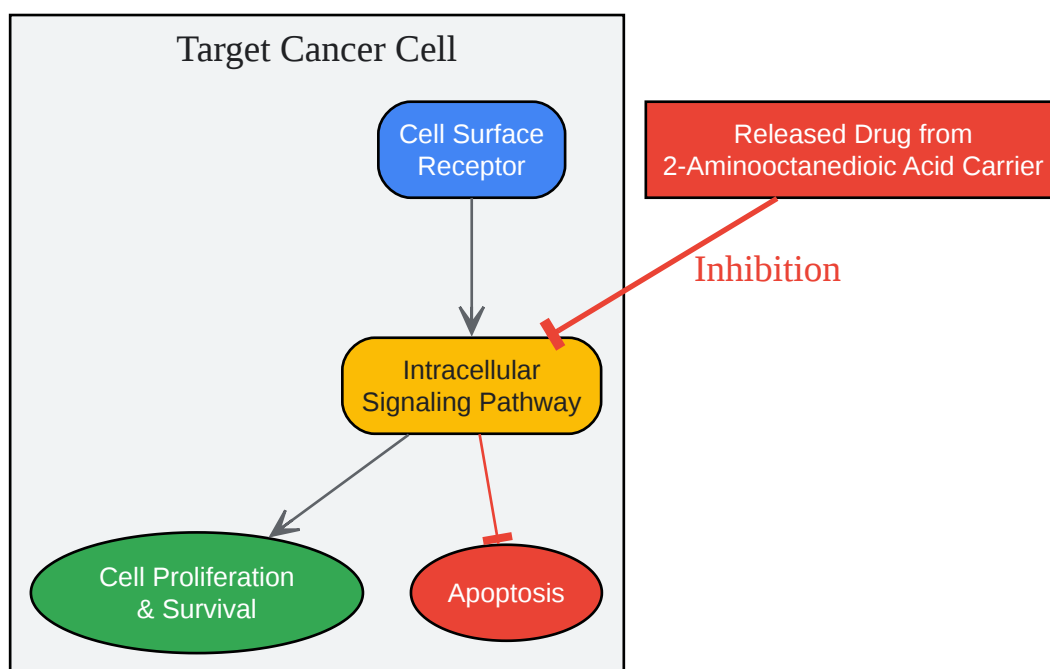 Target Cancer Cell
Cell Surface
Receptor
Released Drug from
2-Aminooctanedioic Acid Carrier
Inhibition
Intracellular
Signaling Pathway
Cell Proliferation
& Survival
Apoptosis